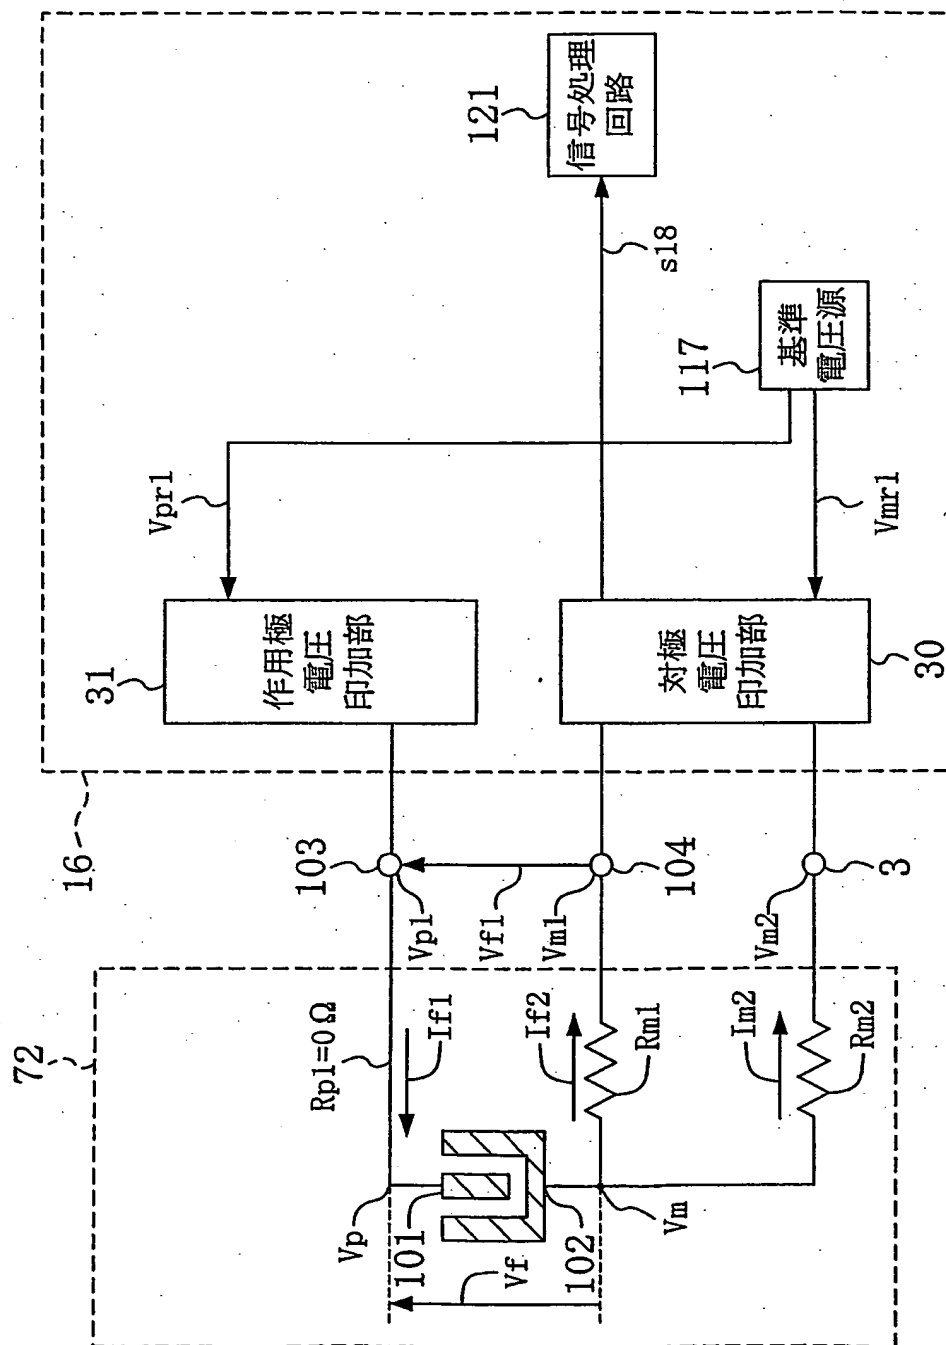 72
16
Vp
101
Vf
102
Vm
Rp1=0Ω
If1
If2
Rm1
Im2
Rm2
103
Vp1
Vf1
Vm1
104
Vm2
3
31
作用極
電圧
印加部
対極
電圧
印加部
30
Vpr1
Vmr1
117
基準
電圧源
s18
121
信号処理
回路